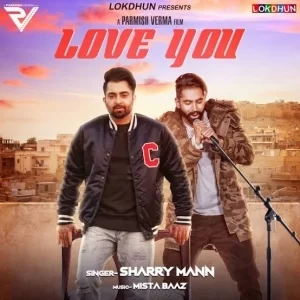 LOKDHUN PRESENTS
A PARMISH VERMA FILM
LOKDHUN
LOVE YOU
C
SINGER- SHARRY MANN
MUSIC- MISTA BAAZ